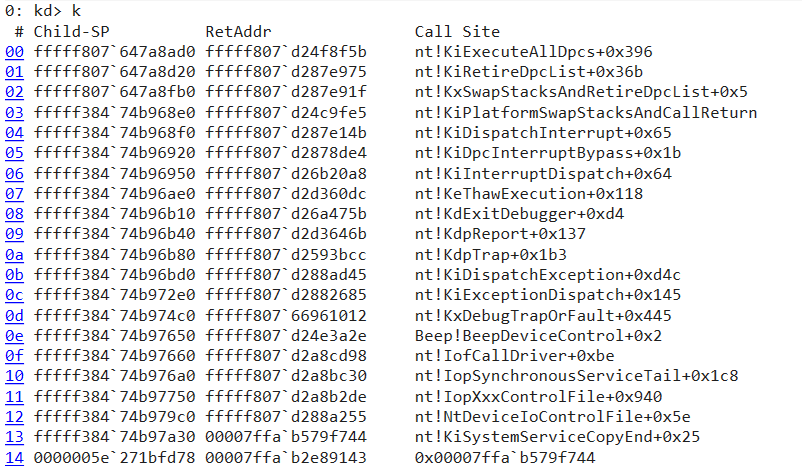 0: kd> k
 # Child-SP          RetAddr               Call Site
00 fffff807`647a8ad0 fffff807`d24f8f5b     nt!KiExecuteAllDpcs+0x396
01 fffff807`647a8d20 fffff807`d287e975     nt!KiRetireDpcList+0x36b
02 fffff807`647a8fb0 fffff807`d287e91f     nt!KxSwapStacksAndRetireDpcList+0x5
03 fffff384`74b968e0 fffff807`d24c9fe5     nt!KiPlatformSwapStacksAndCallReturn
04 fffff384`74b968f0 fffff807`d287e14b     nt!KiDispatchInterrupt+0x65
05 fffff384`74b96920 fffff807`d2878de4     nt!KiDpcInterruptBypass+0x1b
06 fffff384`74b96950 fffff807`d26b20a8     nt!KiInterruptDispatch+0x64
07 fffff384`74b96ae0 fffff807`d2d360dc     nt!KeThawExecution+0x118
08 fffff384`74b96b10 fffff807`d26a475b     nt!KdExitDebugger+0xd4
09 fffff384`74b96b40 fffff807`d2d3646b     nt!KdpReport+0x137
0a fffff384`74b96b80 fffff807`d2593bcc     nt!KdpTrap+0x1b3
0b fffff384`74b96bd0 fffff807`d288ad45     nt!KiDispatchException+0xd4c
0c fffff384`74b972e0 fffff807`d2882685     nt!KiExceptionDispatch+0x145
0d fffff384`74b974c0 fffff807`66961012     nt!KxDebugTrapOrFault+0x445
0e fffff384`74b97650 fffff807`d24e3a2e     Beep!BeepDeviceControl+0x2
0f fffff384`74b97660 fffff807`d2a8cd98     nt!IofCallDriver+0xbe
10 fffff384`74b976a0 fffff807`d2a8bc30     nt!IopSynchronousServiceTail+0x1c8
11 fffff384`74b97750 fffff807`d2a8b2de     nt!IopXxxControlFile+0x940
12 fffff384`74b979c0 fffff807`d288a255     nt!NtDeviceIoControlFile+0x5e
13 fffff384`74b97a30 00007ffa`b579f744     nt!KiSystemServiceCopyEnd+0x25
14 0000005e`271bfd78 00007ffa`b2e89143     0x00007ffa`b579f744